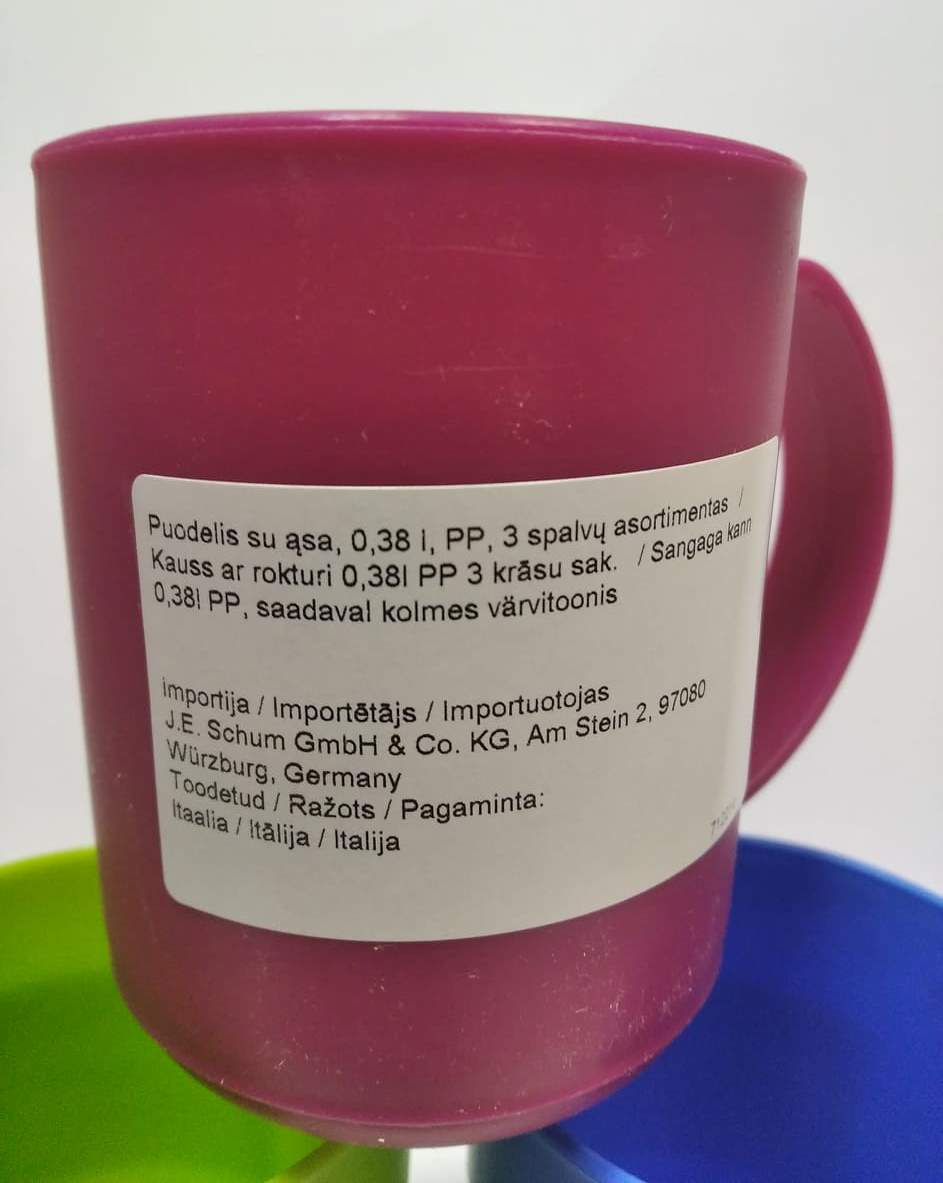 Puodelis su ąsa, 0,38 l, PP, 3 spalvų asortimentas /
Kauss ar rokturi 0,38l PP 3 krāsu sak. / Sangaga kann
0,38l PP, saadaval kolmes värvitoonis
importija / Importētājs / Importuotojas
J.E. Schum GmbH & Co. KG, Am Stein 2, 97080
Würzburg, Germany
Toodetud / Ražots / Pagaminta:
Itaalia / Itālija / Italija